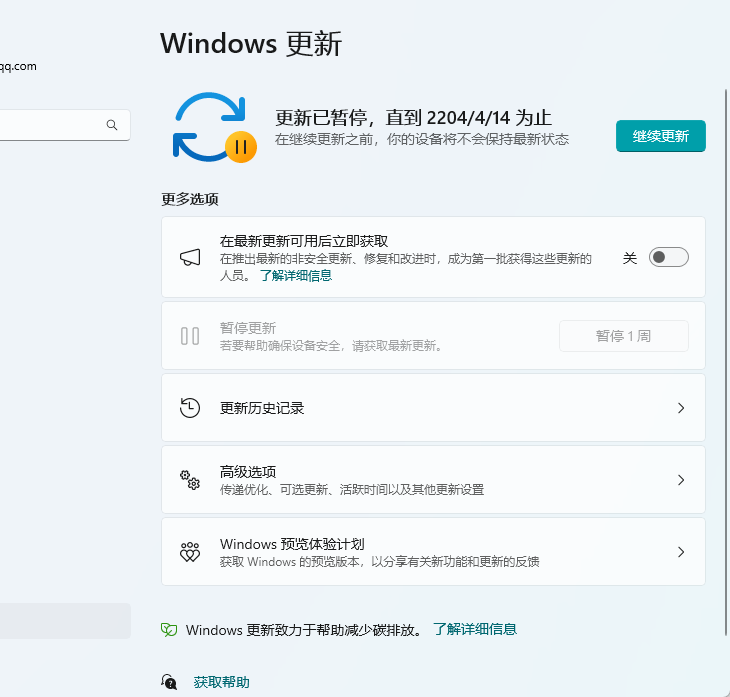 Windows 更新
qq.com
更新已暂停，直到 2204/4/14 为止
在继续更新之前，你的设备将不会保持最新状态
继续更新
更多选项
在最新更新可用后立即获取
在推出最新的非安全更新、修复和改进时，成为第一批获得这些更新的
人员。 了解详细信息
关
暂停更新
若要帮助确保设备安全，请获取最新更新。
暂停 1 周
更新历史记录
高级选项
传递优化、可选更新、活跃时间以及其他更新设置
Windows 预览体验计划
获取 Windows 的预览版本，以分享有关新功能和更新的反馈
Windows 更新致力于帮助减少碳排放。 了解详细信息
获取帮助